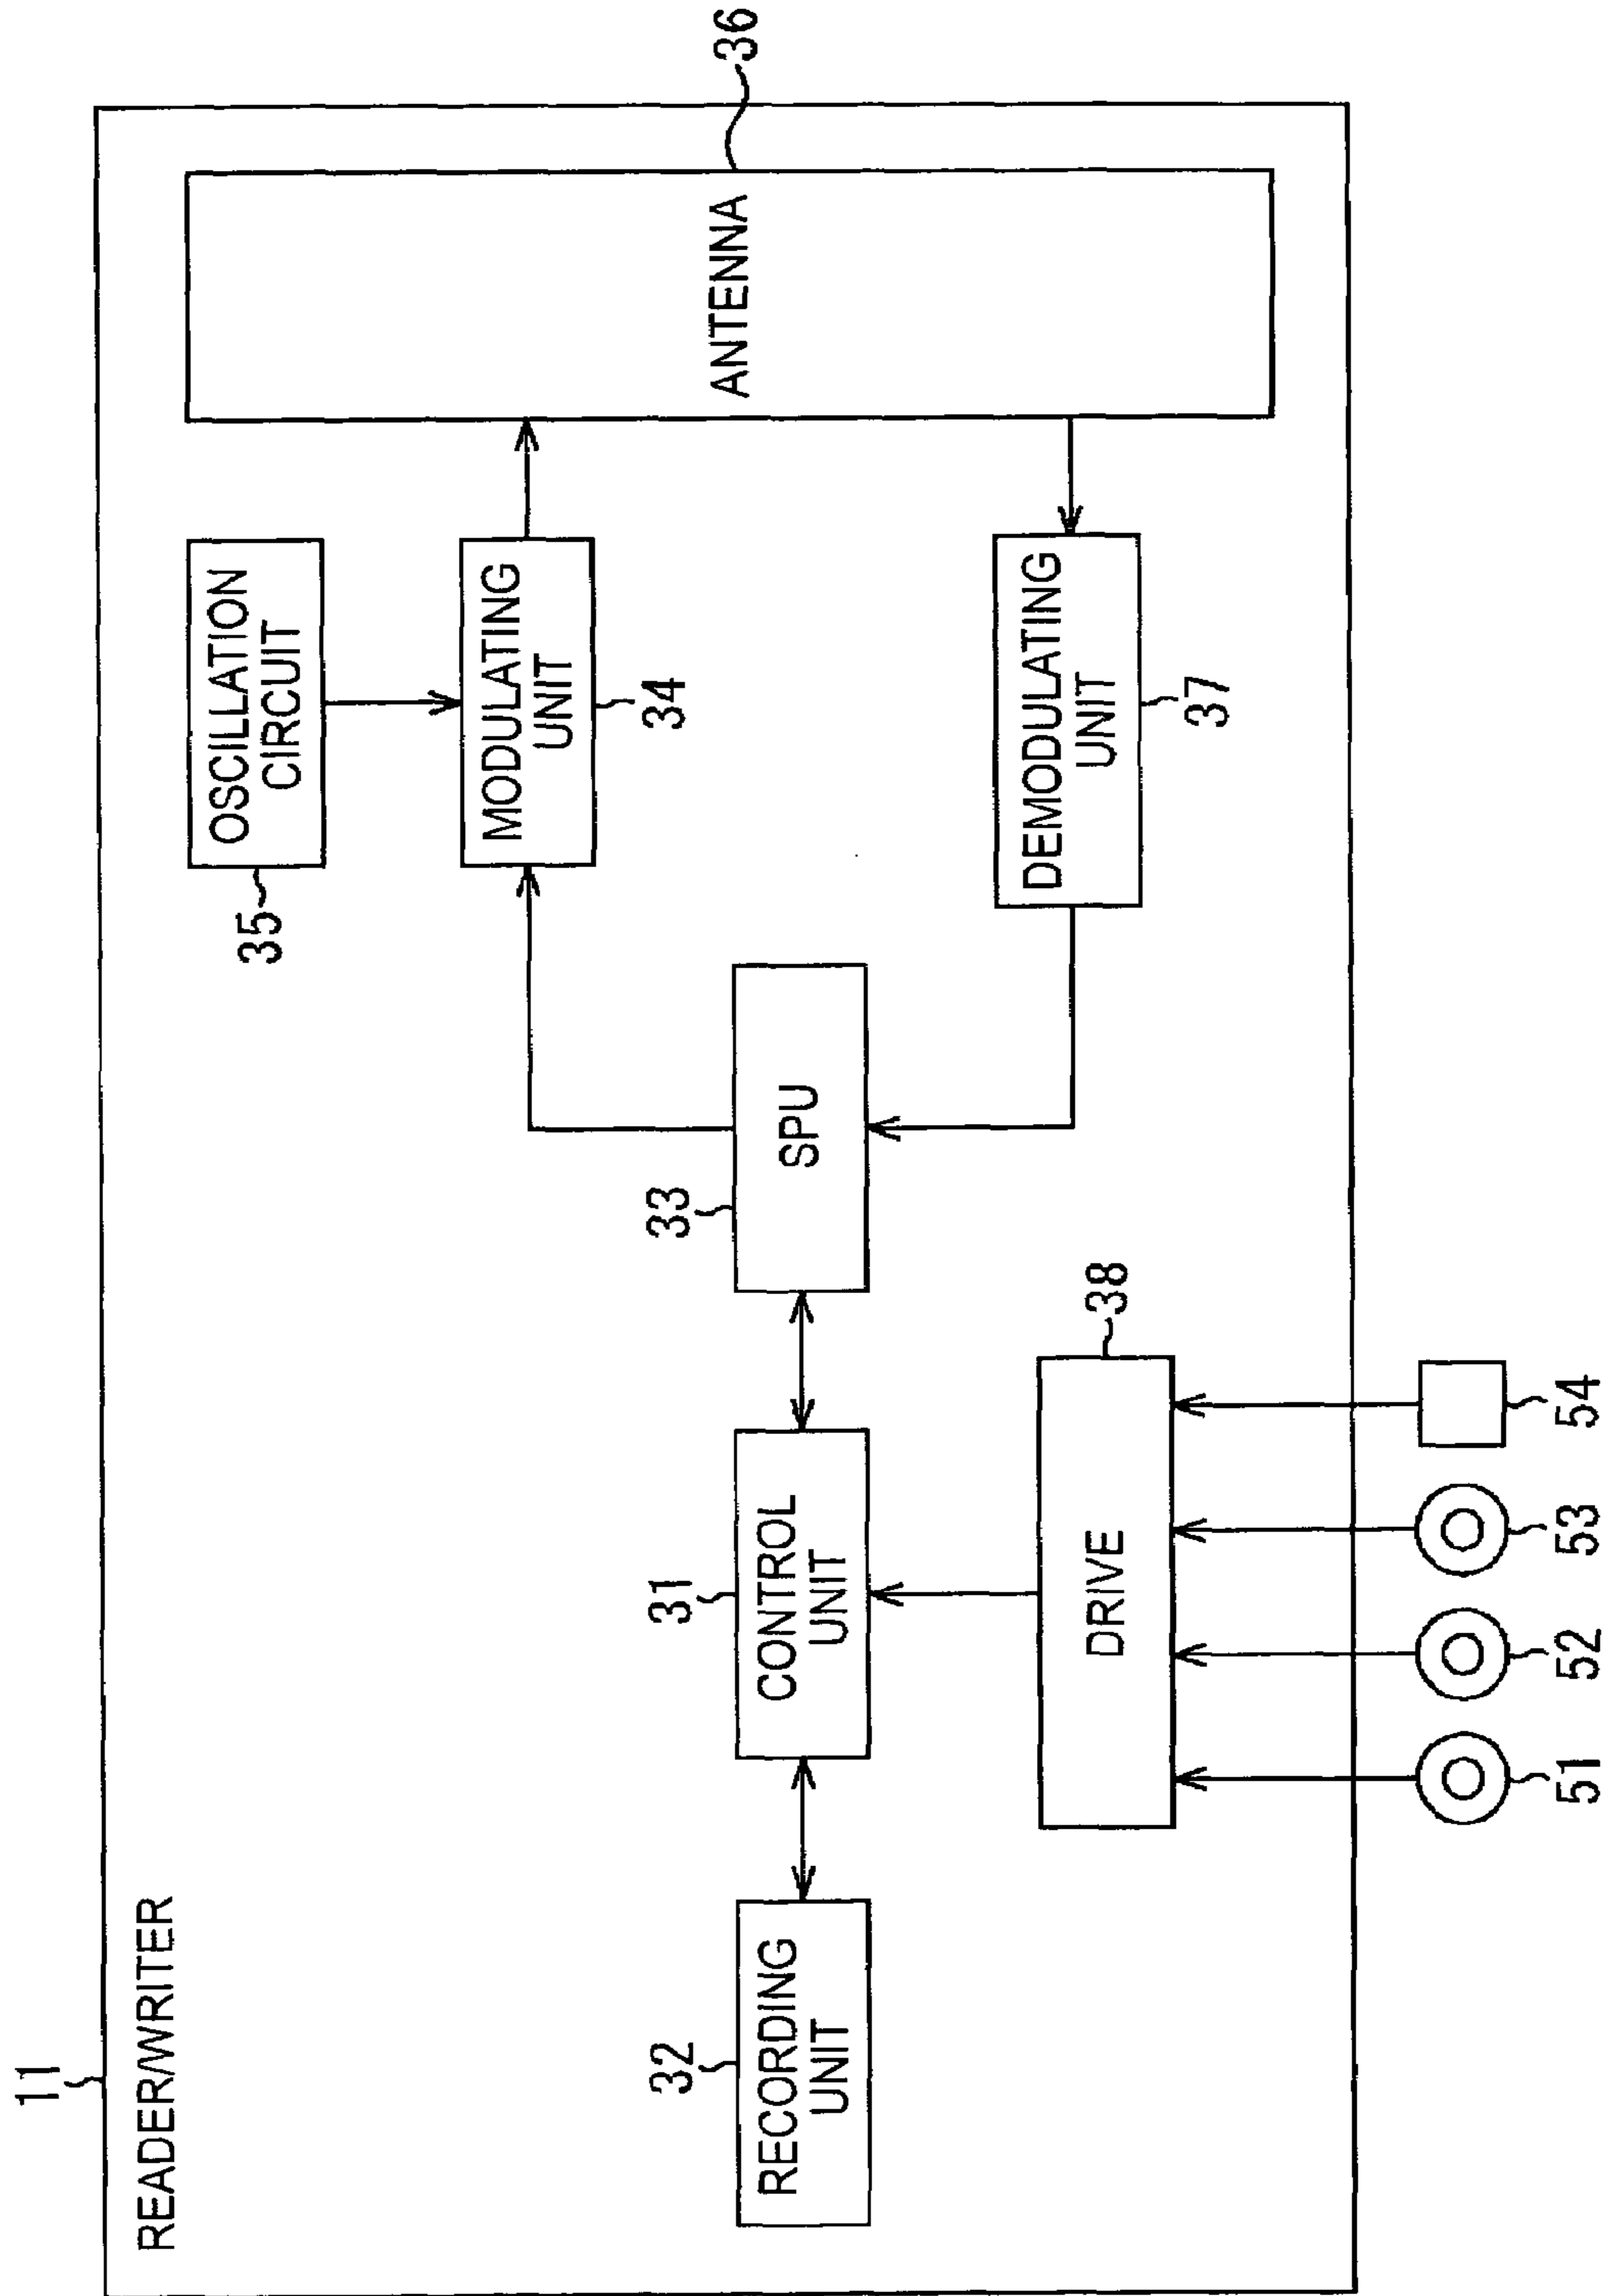 11
READER/WRITER
35
OSCILLATION
CIRCUIT
MODULATING
UNIT
34
ANTENNA
36
32
RECORDING
UNIT
31
CONTROL
UNIT
33
SPU
DEMODULATING
UNIT
37
38
DRIVE
51
52
53
54